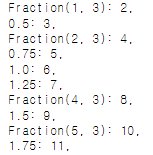 Fraction(1, 3): 2,
0.5: 3,
Fraction(2, 3): 4,
0.75: 5,
1.0: 6,
1.25: 7,
Fraction(4, 3): 8,
1.5: 9,
Fraction(5, 3): 10,
1.75: 11,